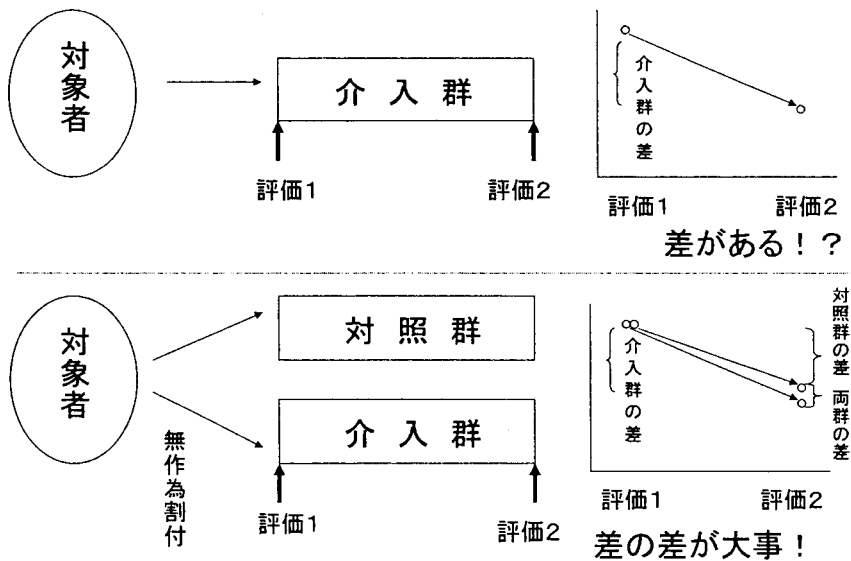 対象者
介入群
評価1
評価2
介入群の差
評価1
評価2
差がある！？
対象者
無作為割付
対照群
介入群
評価1
評価2
介入群の差
対照群の差
両群の差
評価1
評価2
差の差が大事！